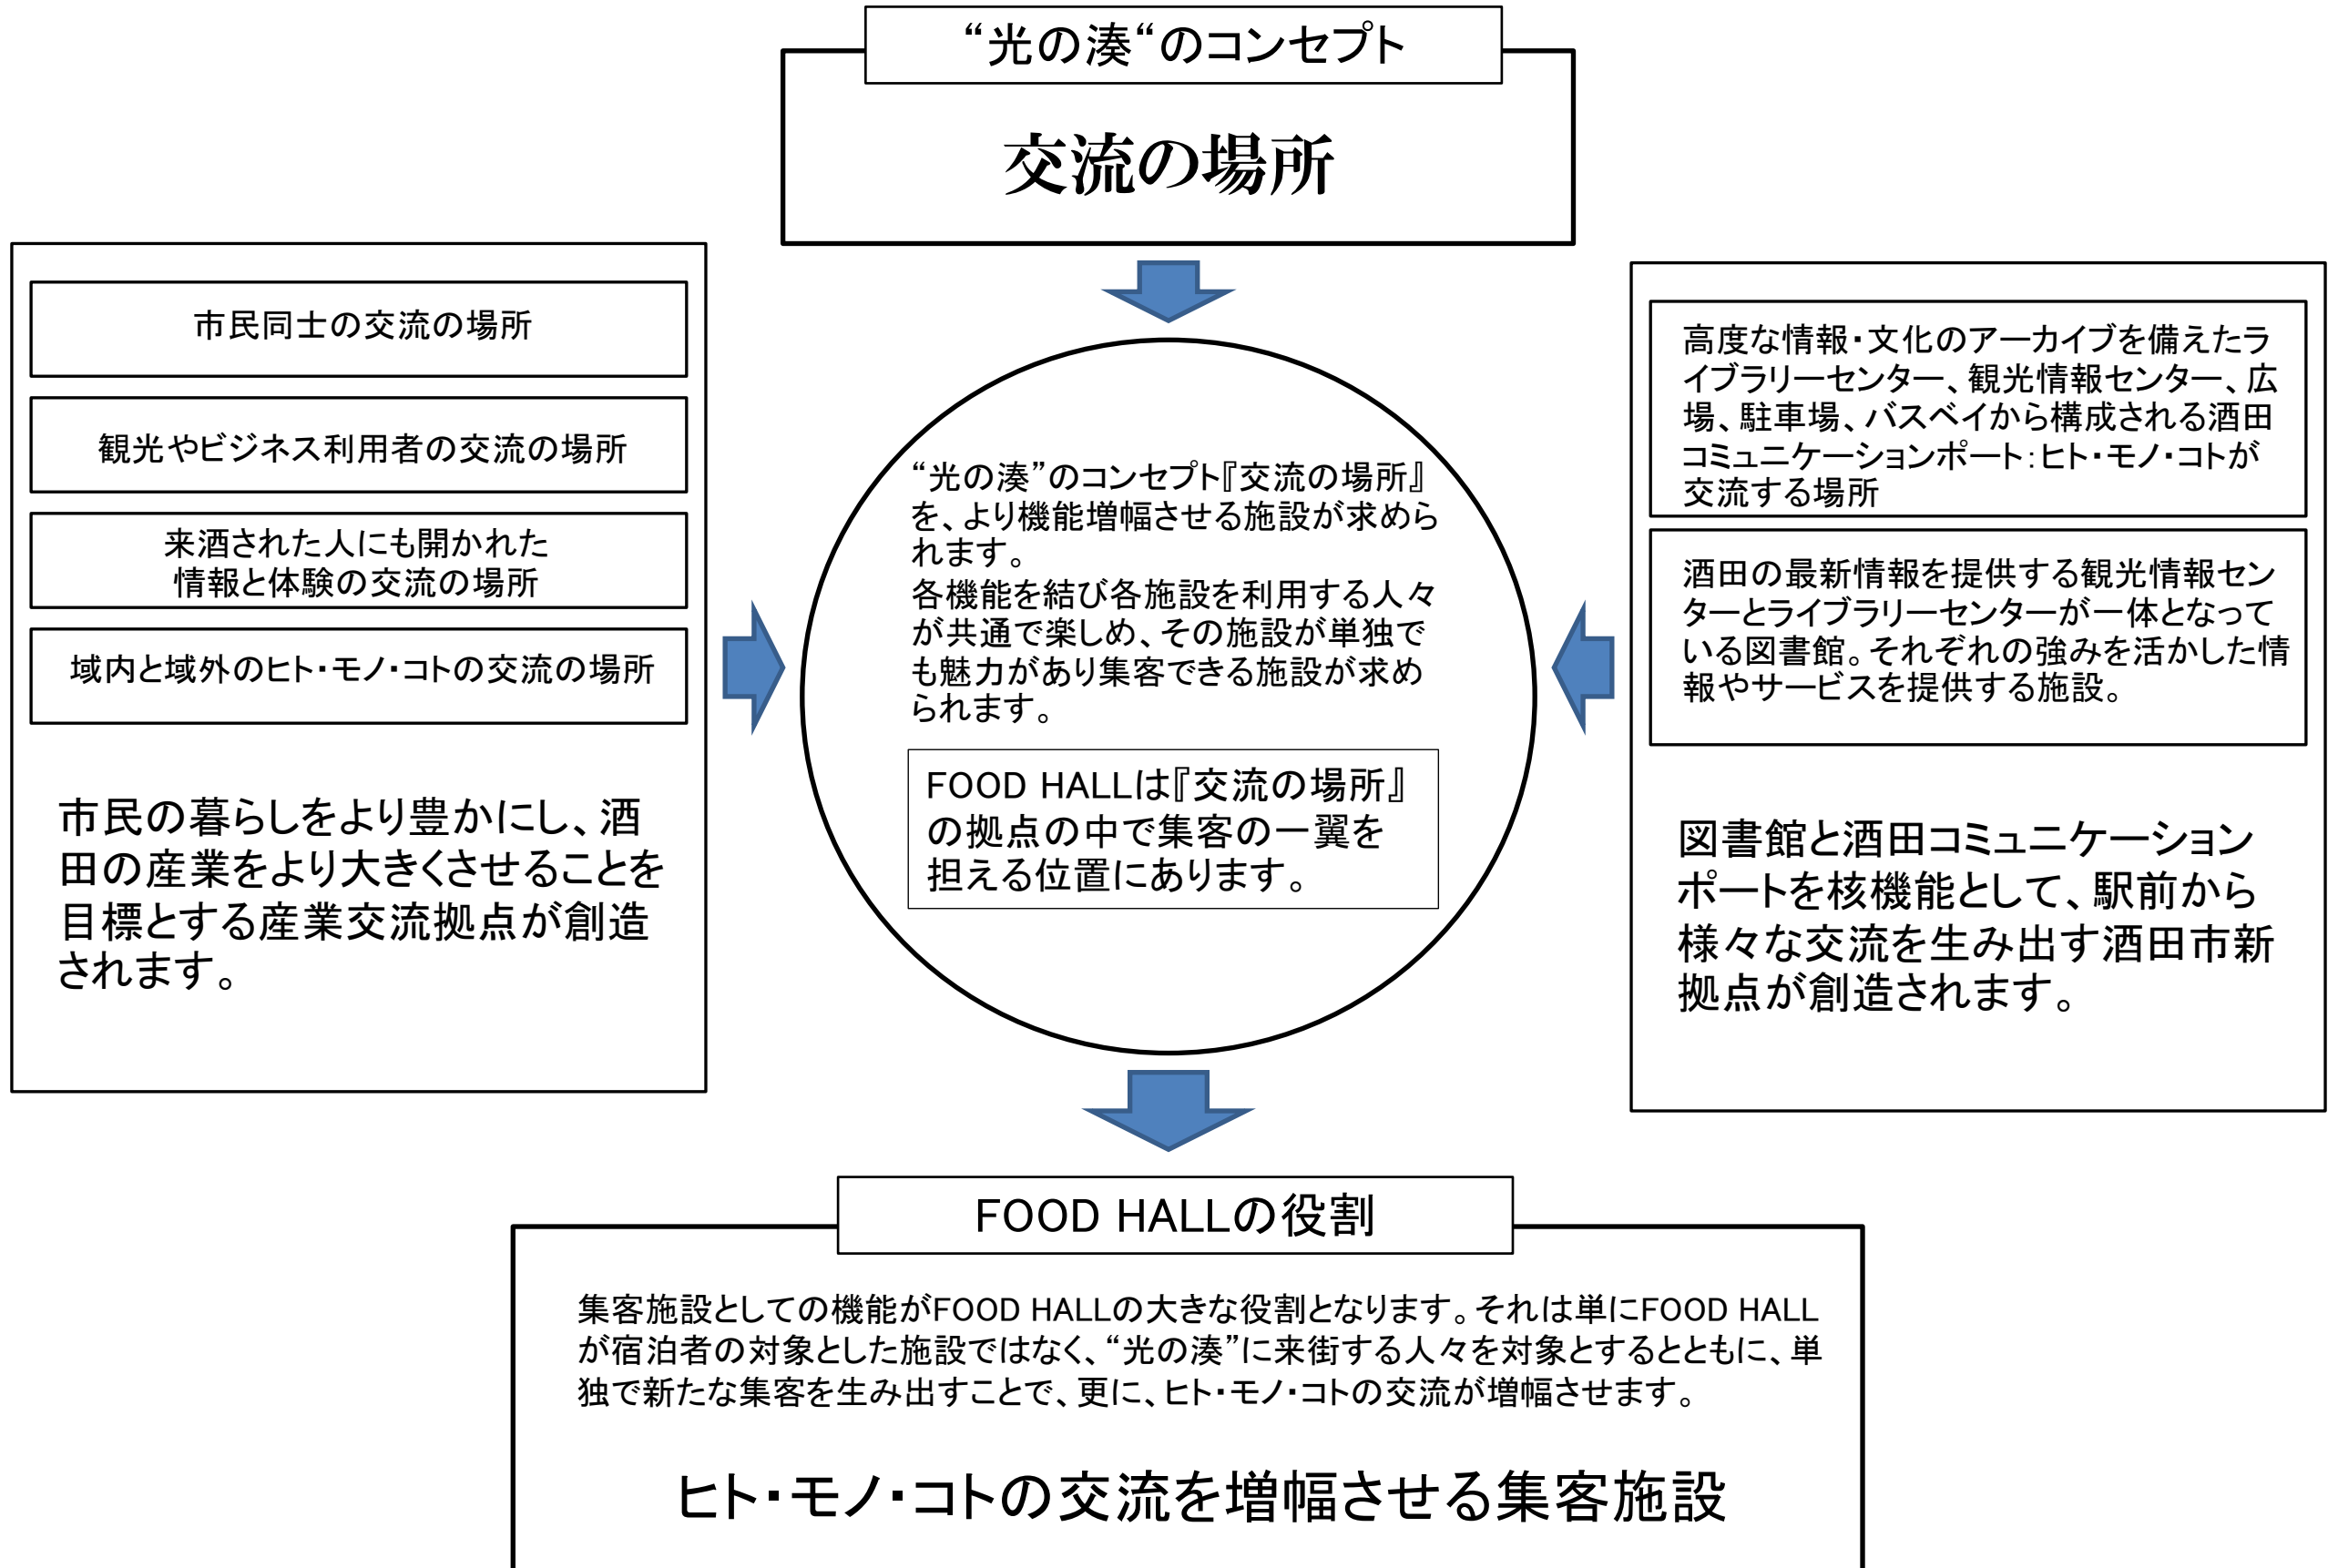 “光の湊“のコンセプト
交流の場所
市民同士の交流の場所
観光やビジネス利用者の交流の場所
来酒された人にも開かれた
情報と体験の交流の場所
域内と域外のヒト・モノ・コトの交流の場所
市民の暮らしをより豊かにし、酒
田の産業をより大きくさせることを
目標とする産業交流拠点が創造
されます。
“光の湊”のコンセプト『交流の場所』
を、より機能増幅させる施設が求めら
れます。
各機能を結び各施設を利用する人々
が共通で楽しめ、その施設が単独で
も魅力があり集客できる施設が求め
られます。
FOOD HALLは『交流の場所』
の拠点の中で集客の一翼を
担える位置にあります。
高度な情報・文化のアーカイブを備えたラ
イブラリーセンター、観光情報センター、広
場、駐車場、バスベイから構成される酒田
コミュニケーションポート：ヒト・モノ・コトが
交流する場所
酒田の最新情報を提供する観光情報セン
ターとライブラリーセンターが一体となって
いる図書館。それぞれの強みを活かした情
報やサービスを提供する施設。
図書館と酒田コミュニケーション
ポートを核機能として、駅前から
様々な交流を生み出す酒田市新
拠点が創造されます。
FOOD HALLの役割
集客施設としての機能がFOOD HALLの大きな役割となります。それは単にFOOD HALL
が宿泊者の対象とした施設ではなく、“光の湊”に来街する人々を対象とするとともに、単
独で新たな集客を生み出すことで、更に、ヒト・モノ・コトの交流が増幅させます。
ヒト・モノ・コトの交流を増幅させる集客施設